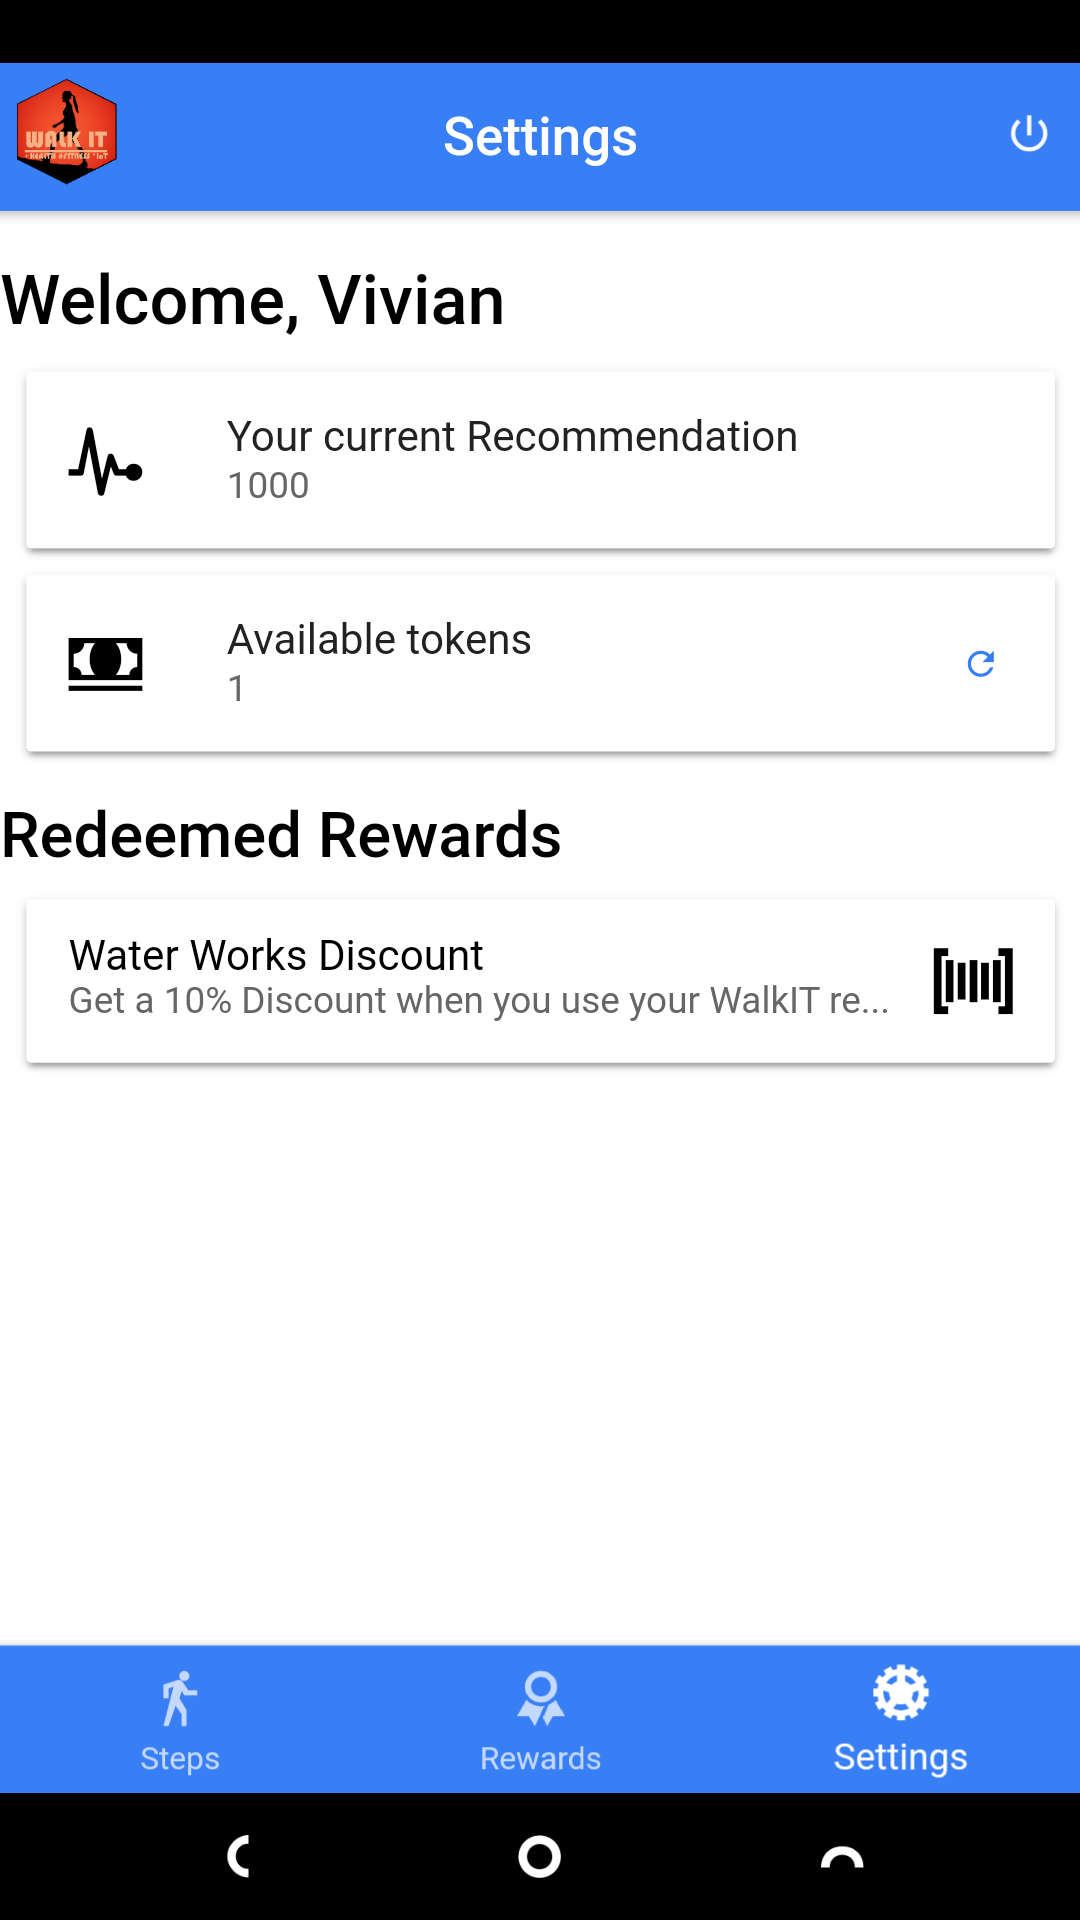 WALK IT
Settings
Welcome, Vivian
Your current Recommendation
1000
Available tokens
1
Redeemed Rewards
Water Works Discount
Get a 10% Discount when you use your WalkIT re...
Steps
Rewards
Settings